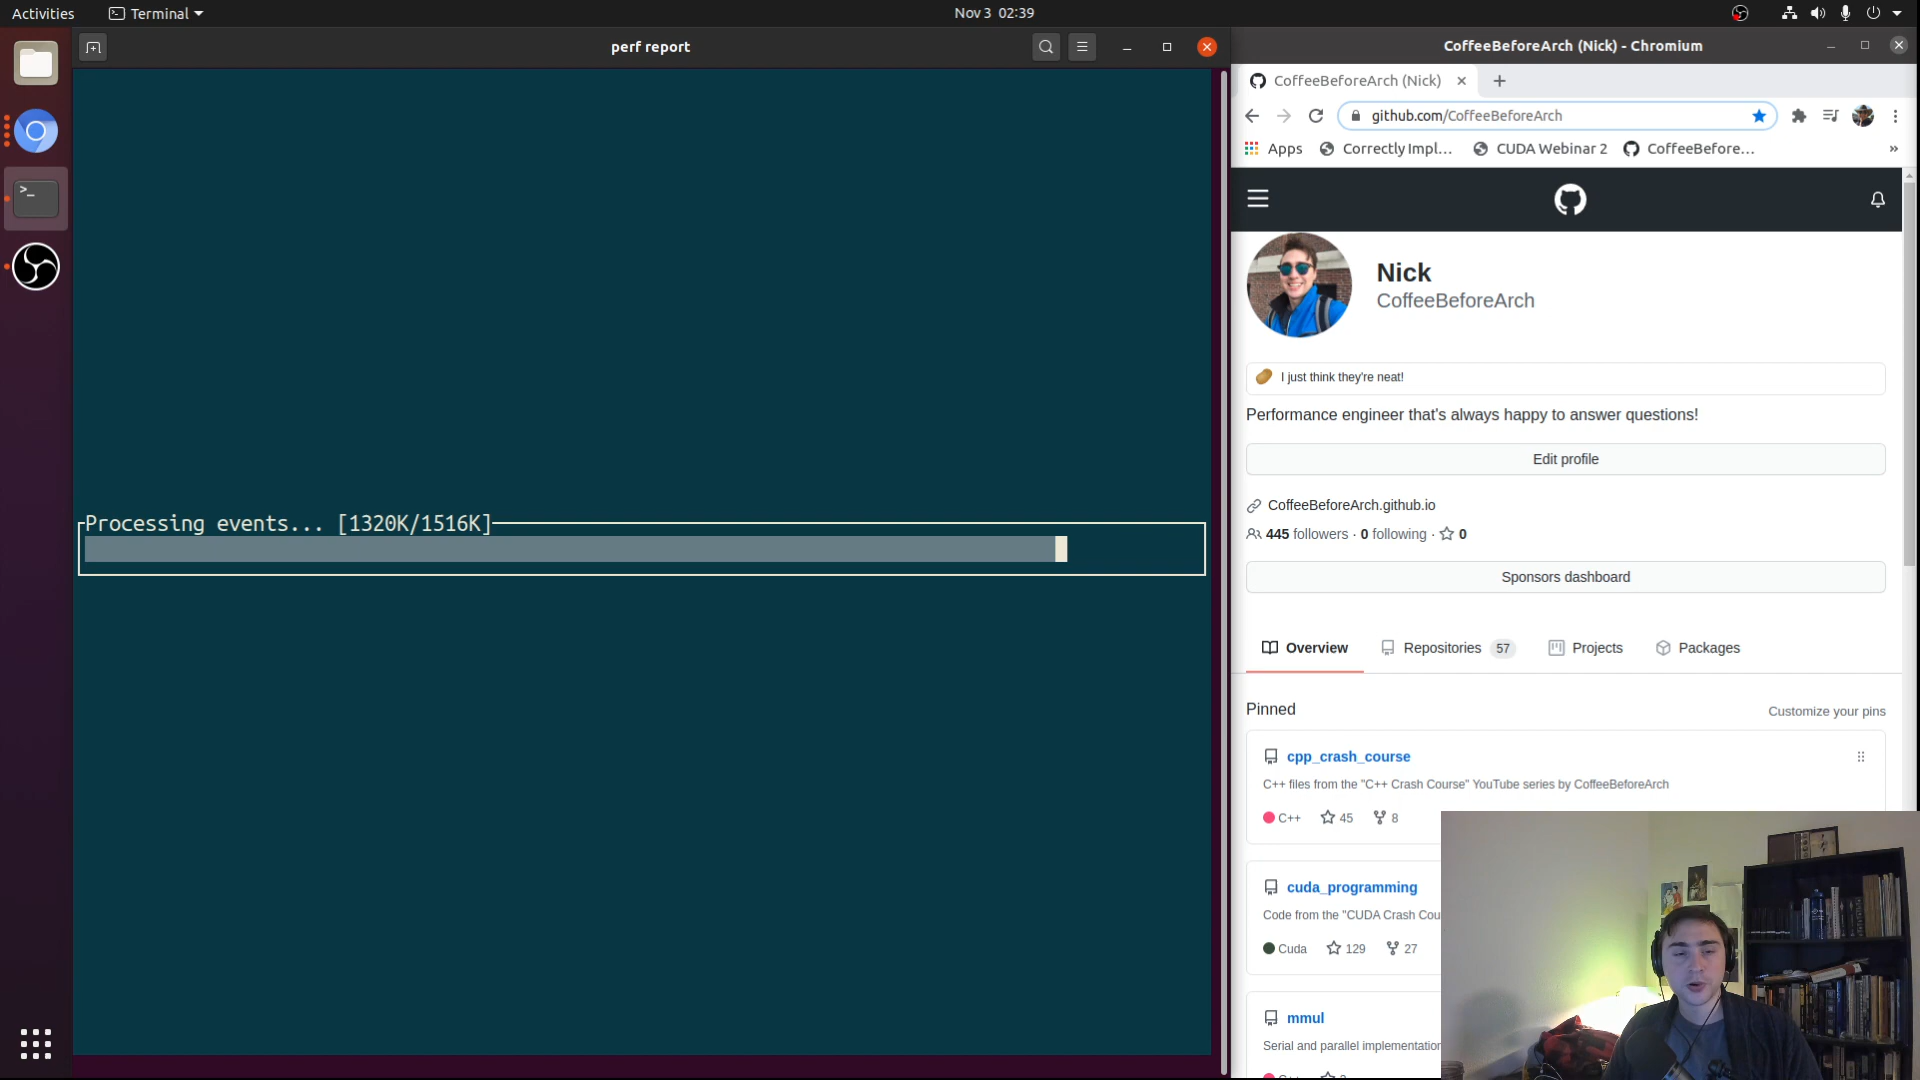 Activities
Terminal
Nov 3 02:39
perf report
Processing events... [1320K/1516K]
CoffeeBeforeArch (Nick) - Chromium
CoffeeBeforeArch (Nick)
github.com/CoffeeBeforeArch
Apps
Correctly Impl...
CUDA Webinar 2
CoffeeBefore...
»
Nick
CoffeeBeforeArch
I just think they're neat!
Performance engineer that's always happy to answer questions!
Edit profile
CoffeeBeforeArch.github.io
445 followers · 0 following · 0
Sponsors dashboard
Overview
Repositories 57
Projects
Packages
Pinned
Customize your pins
cpp_crash_course
C++ files from the "C++ Crash Course" YouTube series by CoffeeBeforeArch
C++ 45 8
cuda_programming
Code from the "CUDA Crash Cou
Cuda 129 27
mmul
Serial and parallel implementation